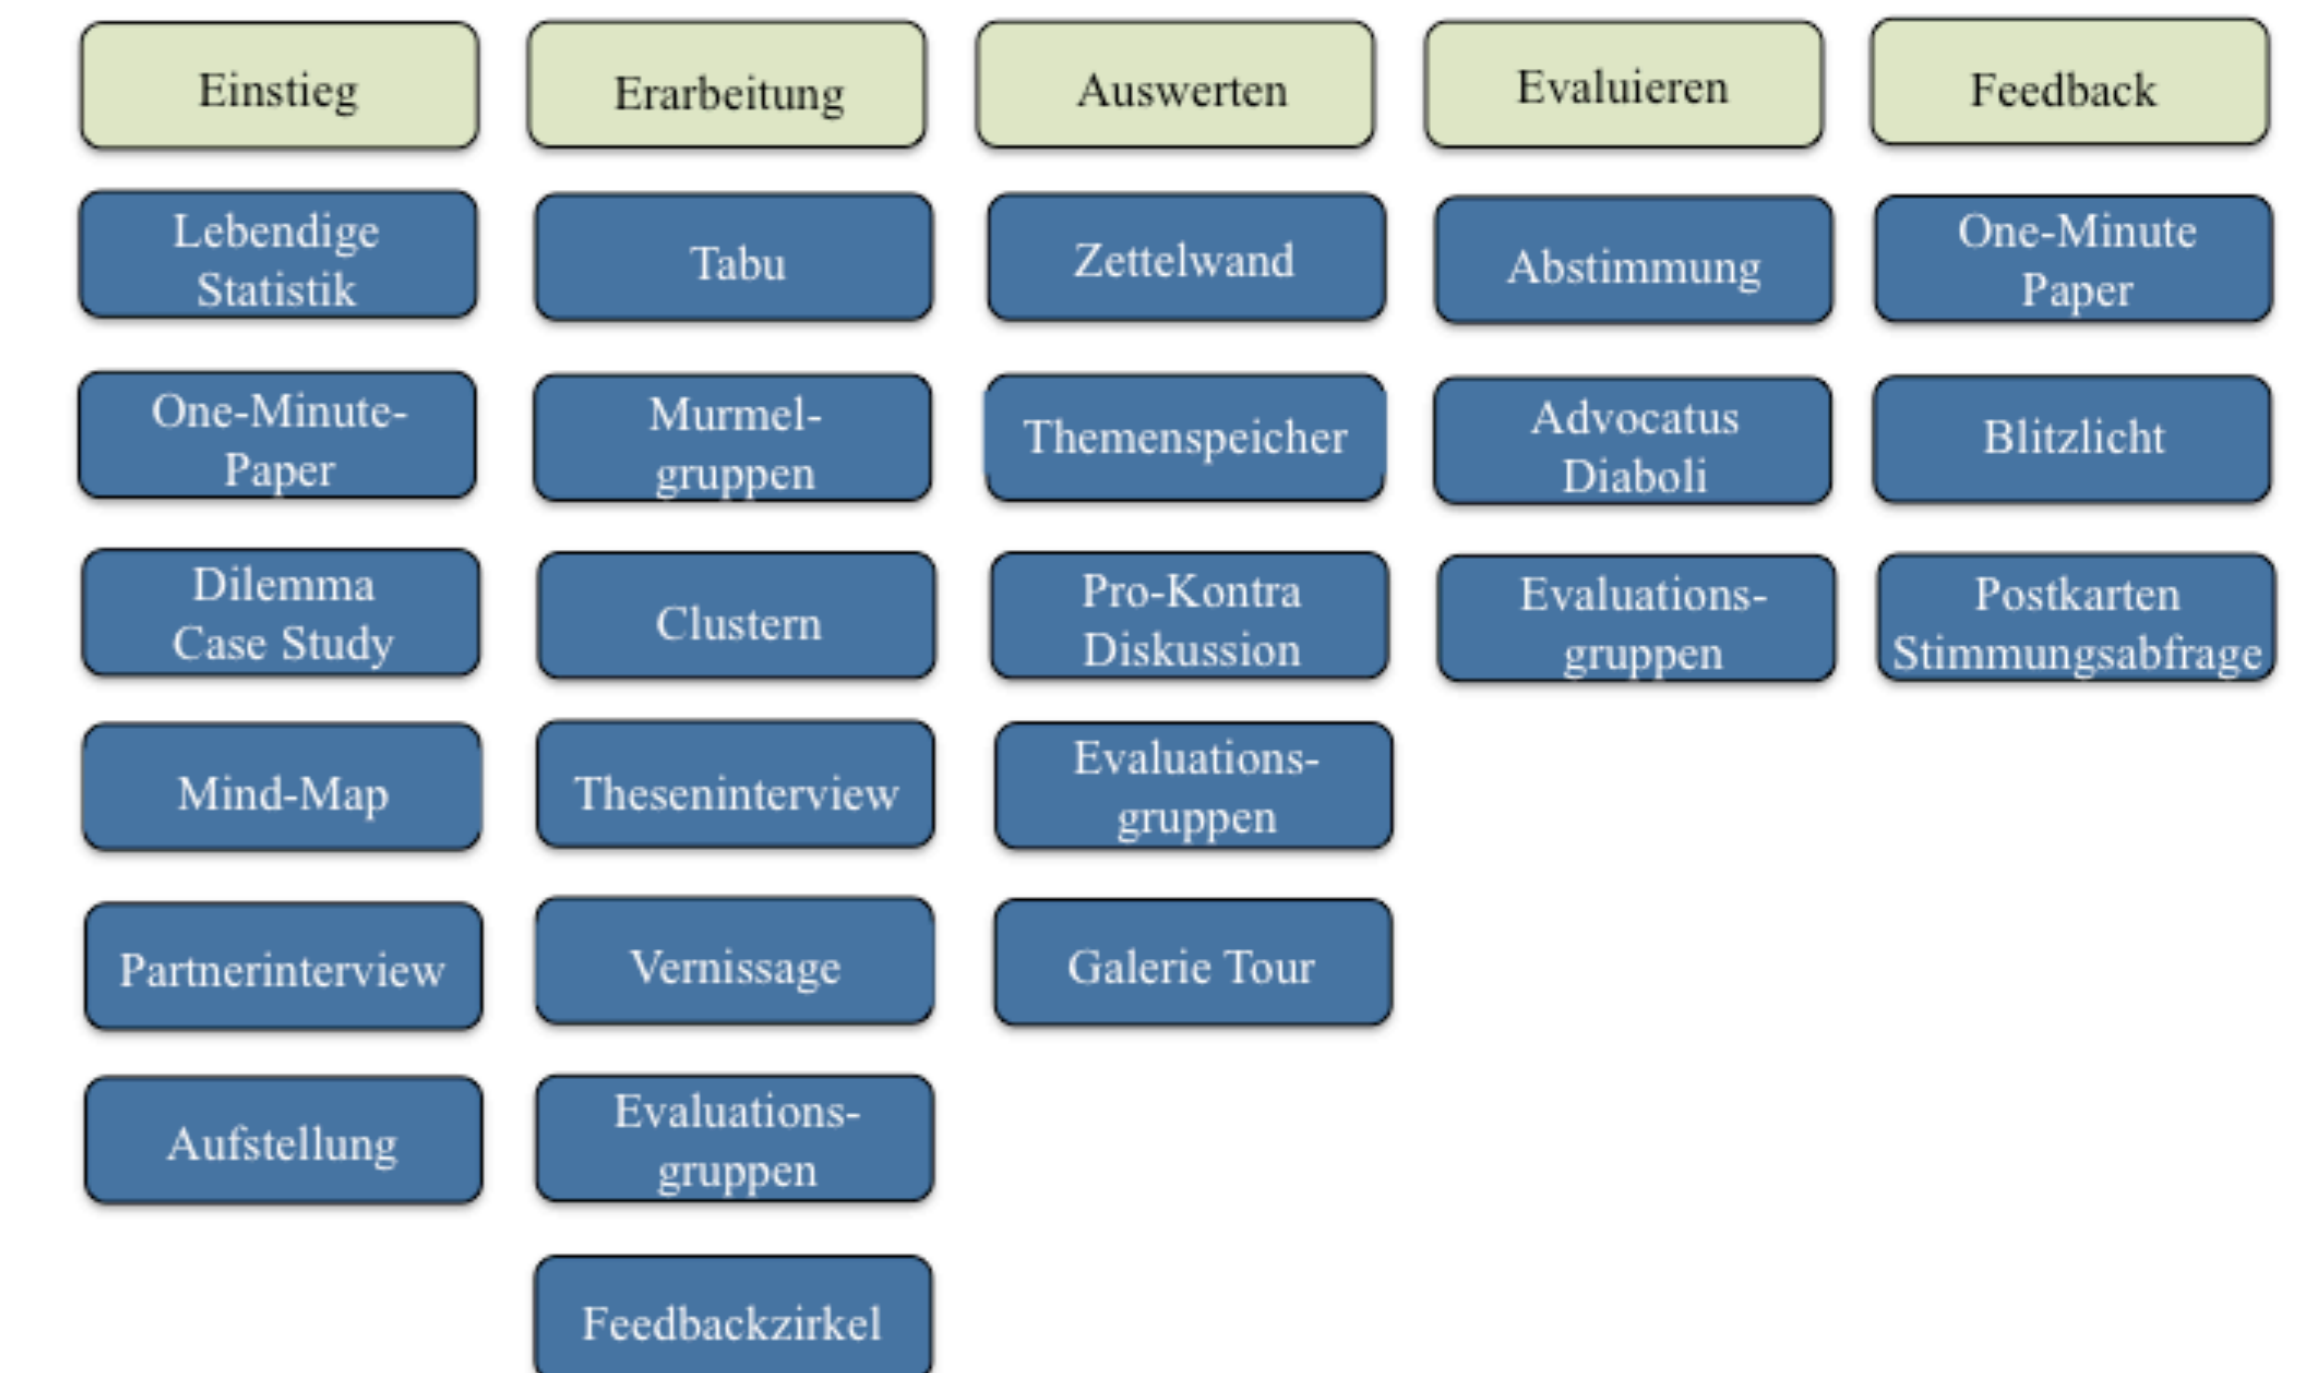 Einstieg
Erarbeitung
Auswerten
Evaluieren
Feedback
Lebendige
Statistik
Tabu
Zettelwand
Abstimmung
One-Minute
Paper
One-Minute-
Paper
Murmel-
gruppen
Themenspeicher
Advocatus
Diaboli
Blitzlicht
Dilemma
Case Study
Clustern
Pro-Kontra
Diskussion
Evaluations-
gruppen
Postkarten
Stimmungsabfrage
Mind-Map
Theseninterview
Evaluations-
gruppen
Partnerinterview
Vernissage
Galerie Tour
Aufstellung
Evaluations-
gruppen
Feedbackzirkel